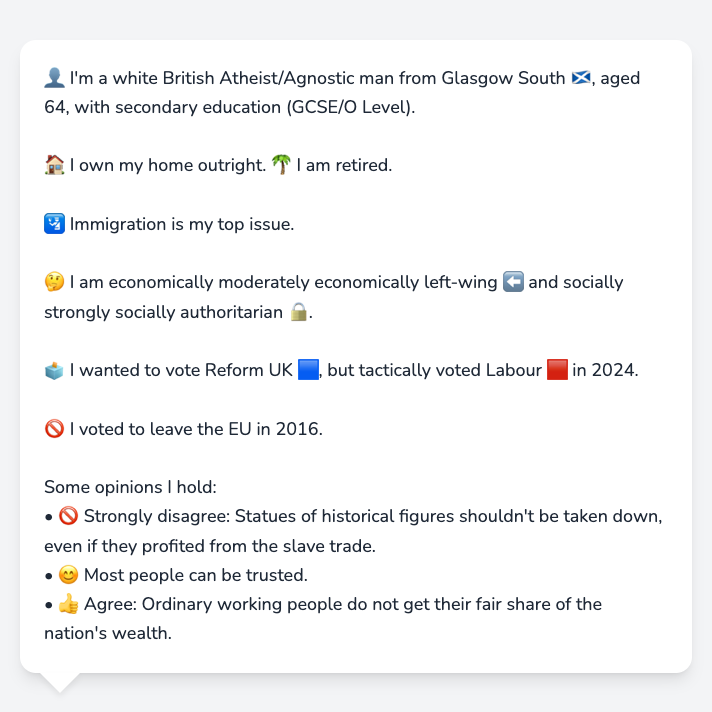 👤 I'm a white British Atheist/Agnostic man from Glasgow South 🏴󠁧󠁢󠁳󠁣󠁴󠁿, aged
64, with secondary education (GCSE/O Level).
🏠 I own my home outright. 🌴 I am retired.
🛂 Immigration is my top issue.
🤔 I am economically moderately economically left-wing ⬅️ and socially
strongly socially authoritarian 🔒.
🗳️ I wanted to vote Reform UK 🟦, but tactically voted Labour 🟥 in 2024.
🚫 I voted to leave the EU in 2016.
Some opinions I hold:
• 🚫 Strongly disagree: Statues of historical figures shouldn't be taken down,
even if they profited from the slave trade.
• 😊 Most people can be trusted.
• 👍 Agree: Ordinary working people do not get their fair share of the
nation's wealth.